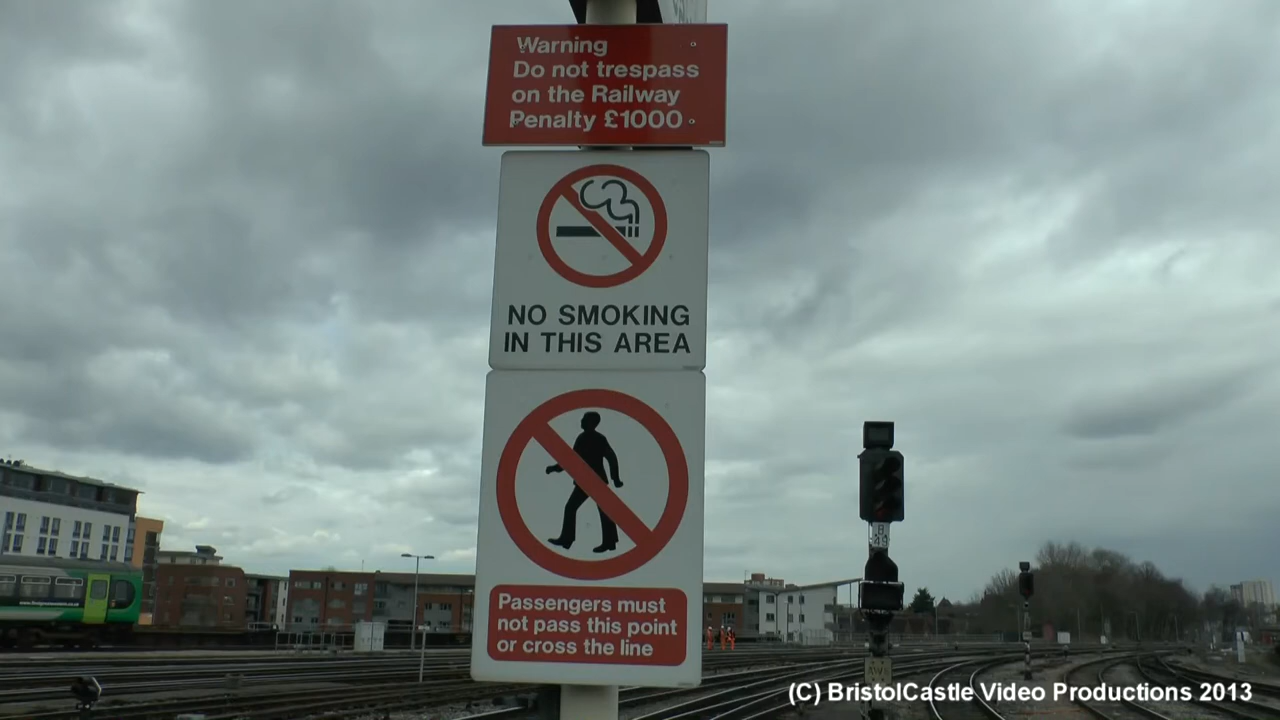 Warning
Do not trespass
on the Railway
Penalty £1000
NO SMOKING
IN THIS AREA
Passengers must
not pass this point
or cross the line
(C) BristolCastle Video Productions 2013